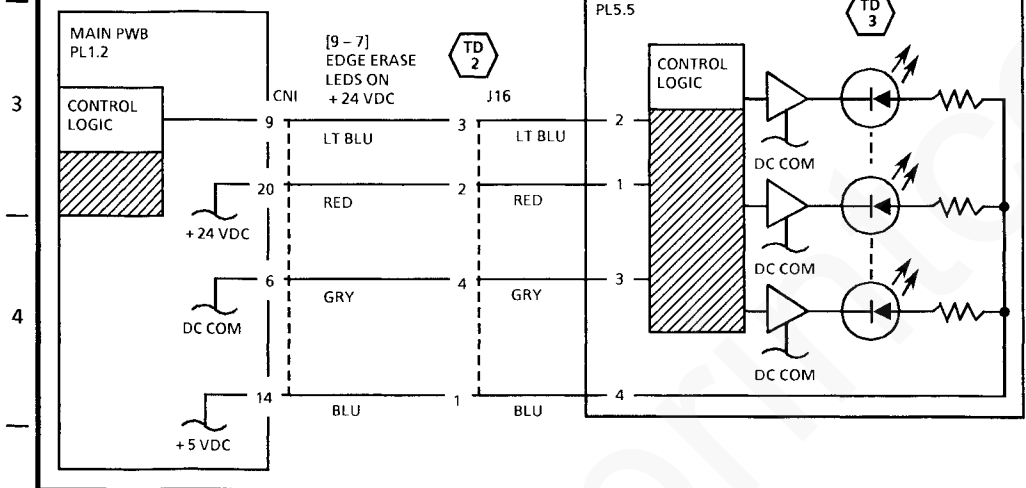 PL5.5
TD
3
MAIN PWB
PL1.2
[9 – 7]
EDGE ERASE
LEDS ON
+ 24 VDC
TD
2
CONTROL
LOGIC
3
CONTROL
LOGIC
CNI
J16
9
LT BLU
3
LT BLU
2
DC COM
20
RED
2
RED
1
+ 24 VDC
DC COM
6
GRY
4
GRY
3
4
DC COM
DC COM
14
BLU
1
BLU
4
+ 5 VDC